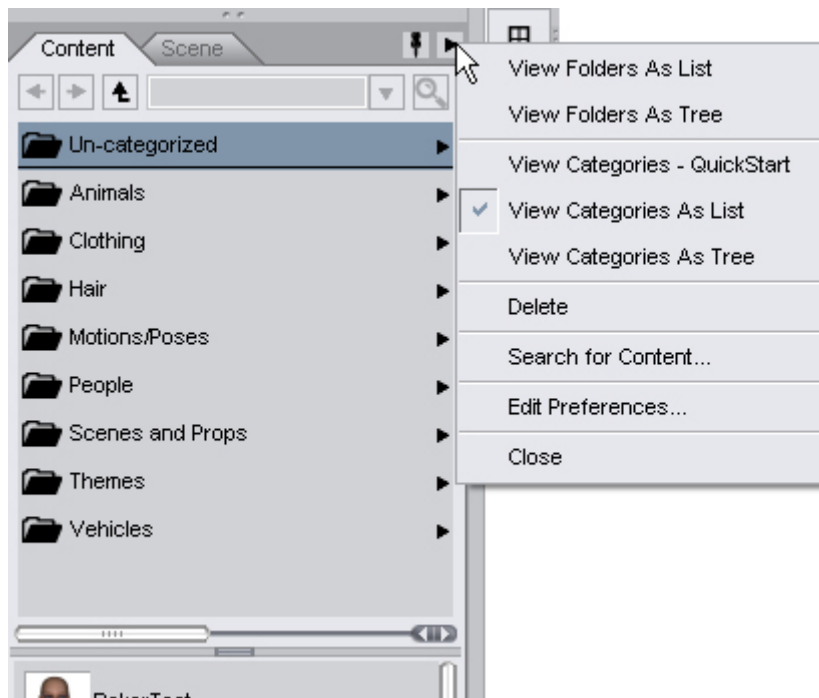 Content Scene
Un-categorized
Animals
Clothing
Hair
Motions/Poses
People
Scenes and Props
Themes
Vehicles
View Folders As List
View Folders As Tree
View Categories - QuickStart
View Categories As List
View Categories As Tree
Delete
Search for Content...
Edit Preferences...
Close